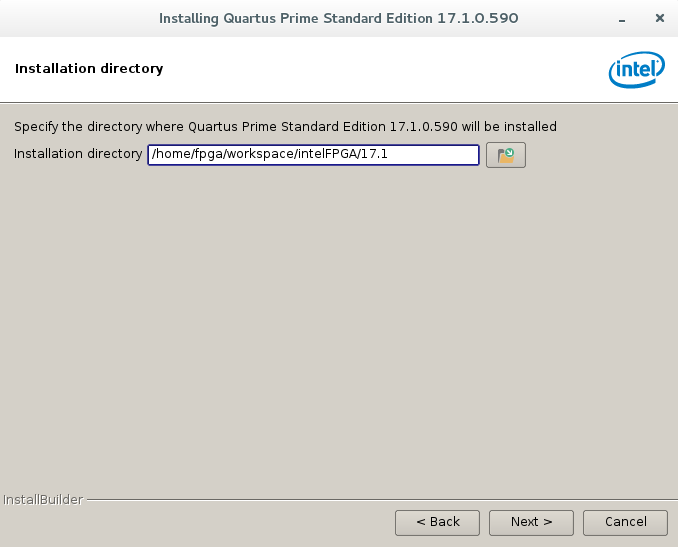 Installing Quartus Prime Standard Edition 17.1.0.590
Installation directory
intel
Specify the directory where Quartus Prime Standard Edition 17.1.0.590 will be installed
Installation directory /home/fpga/workspace/intelFPGA/17.1
InstallBuilder
< Back Next > Cancel